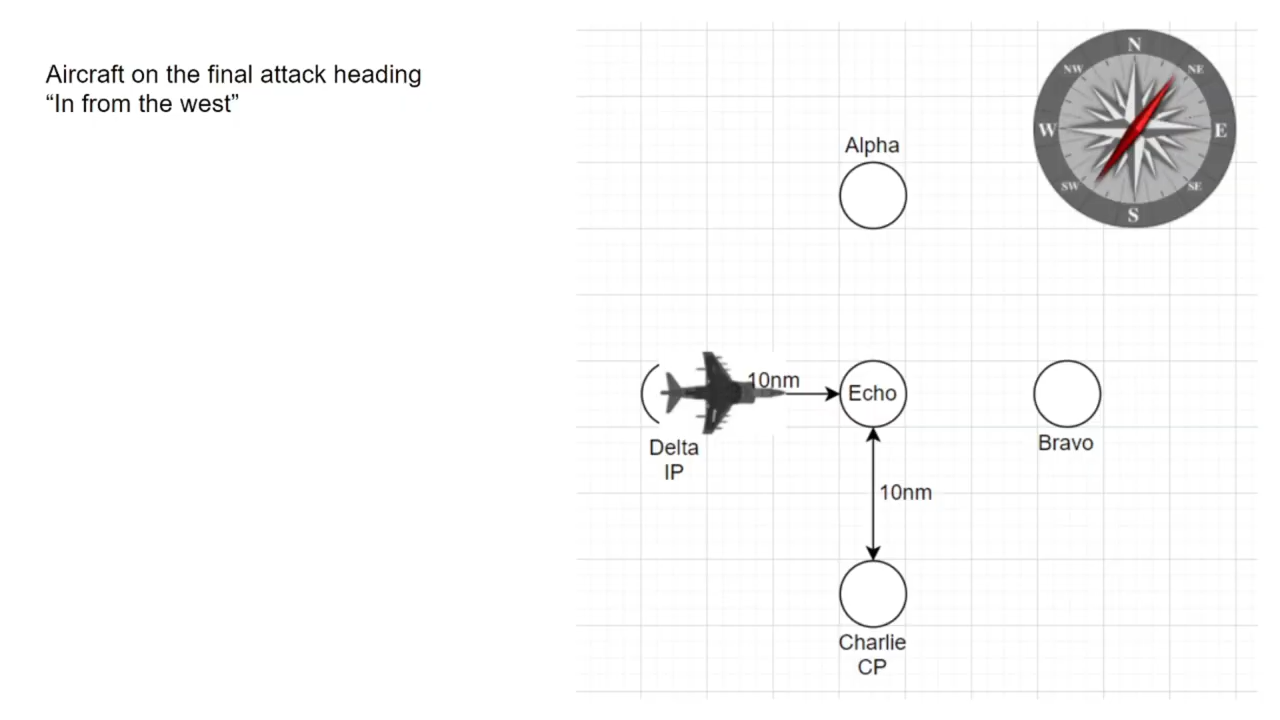 Aircraft on the final attack heading
“In from the west”
N
NW
NE
W
E
SW
SE
S
Alpha
10nm
Echo
Delta
IP
Bravo
10nm
Charlie
CP